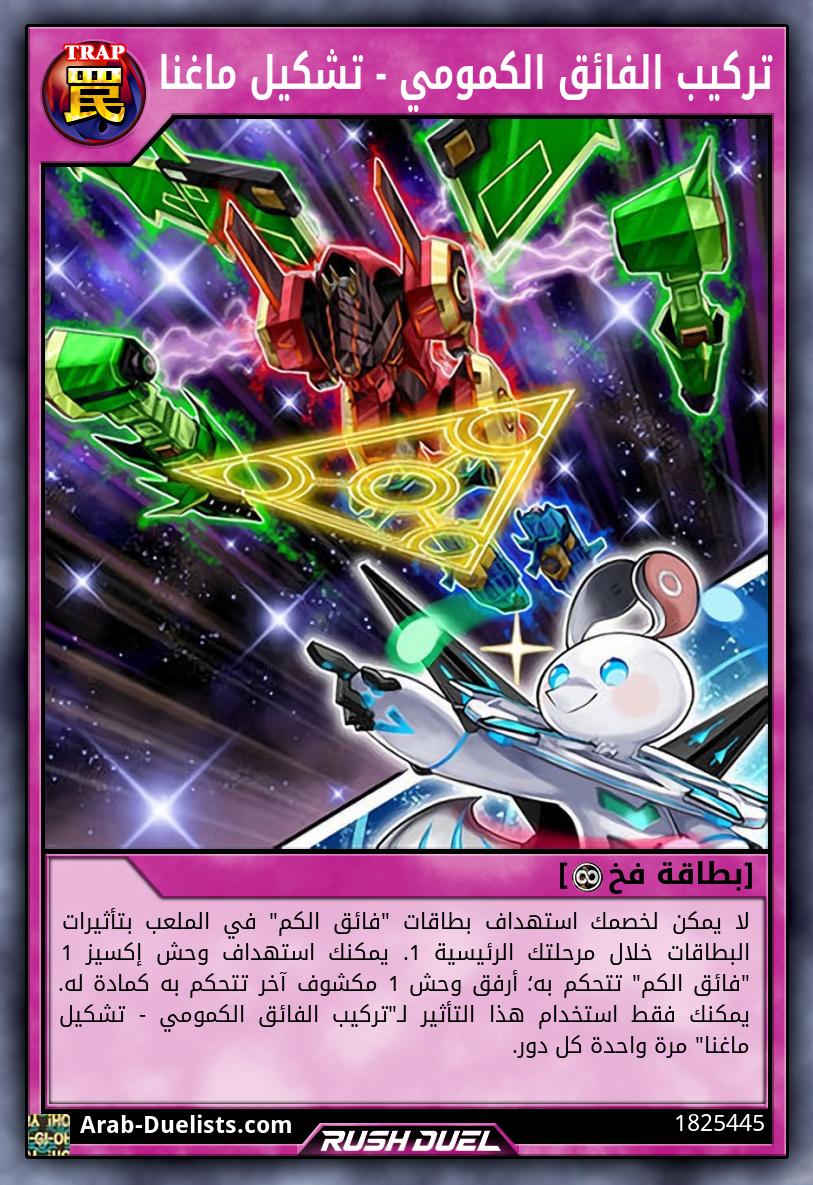 TRAP
罠
تركيب الفائق الكمومي - تشكيل ماغنا
[بطاقة فخ ]
لا يمكن لخصمك استهداف بطاقات "فائق الكم" في الملعب بتأثيرات
البطاقات خلال مرحلتك الرئيسية 1. يمكنك استهداف وحش إكسيز 1
"فائق الكم" تتحكم به؛ أرفق وحش 1 مكشوف آخر تتحكم به كمادة له.
يمكنك فقط استخدام هذا التأثير لـ"تركيب الفائق الكمومي - تشكيل
ماغنا" مرة واحدة كل دور.
Arab-Duelists.com
RUSH DUEL
1825445